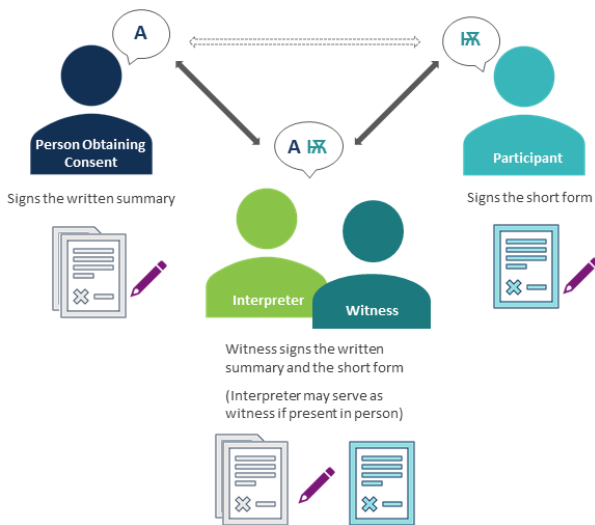 A
Person Obtaining
Consent
Participant
Signs the written summary
Signs the short form
A
Interpreter
Witness
Witness signs the written
summary and the short form
(Interpreter may serve as
witness if present in person)